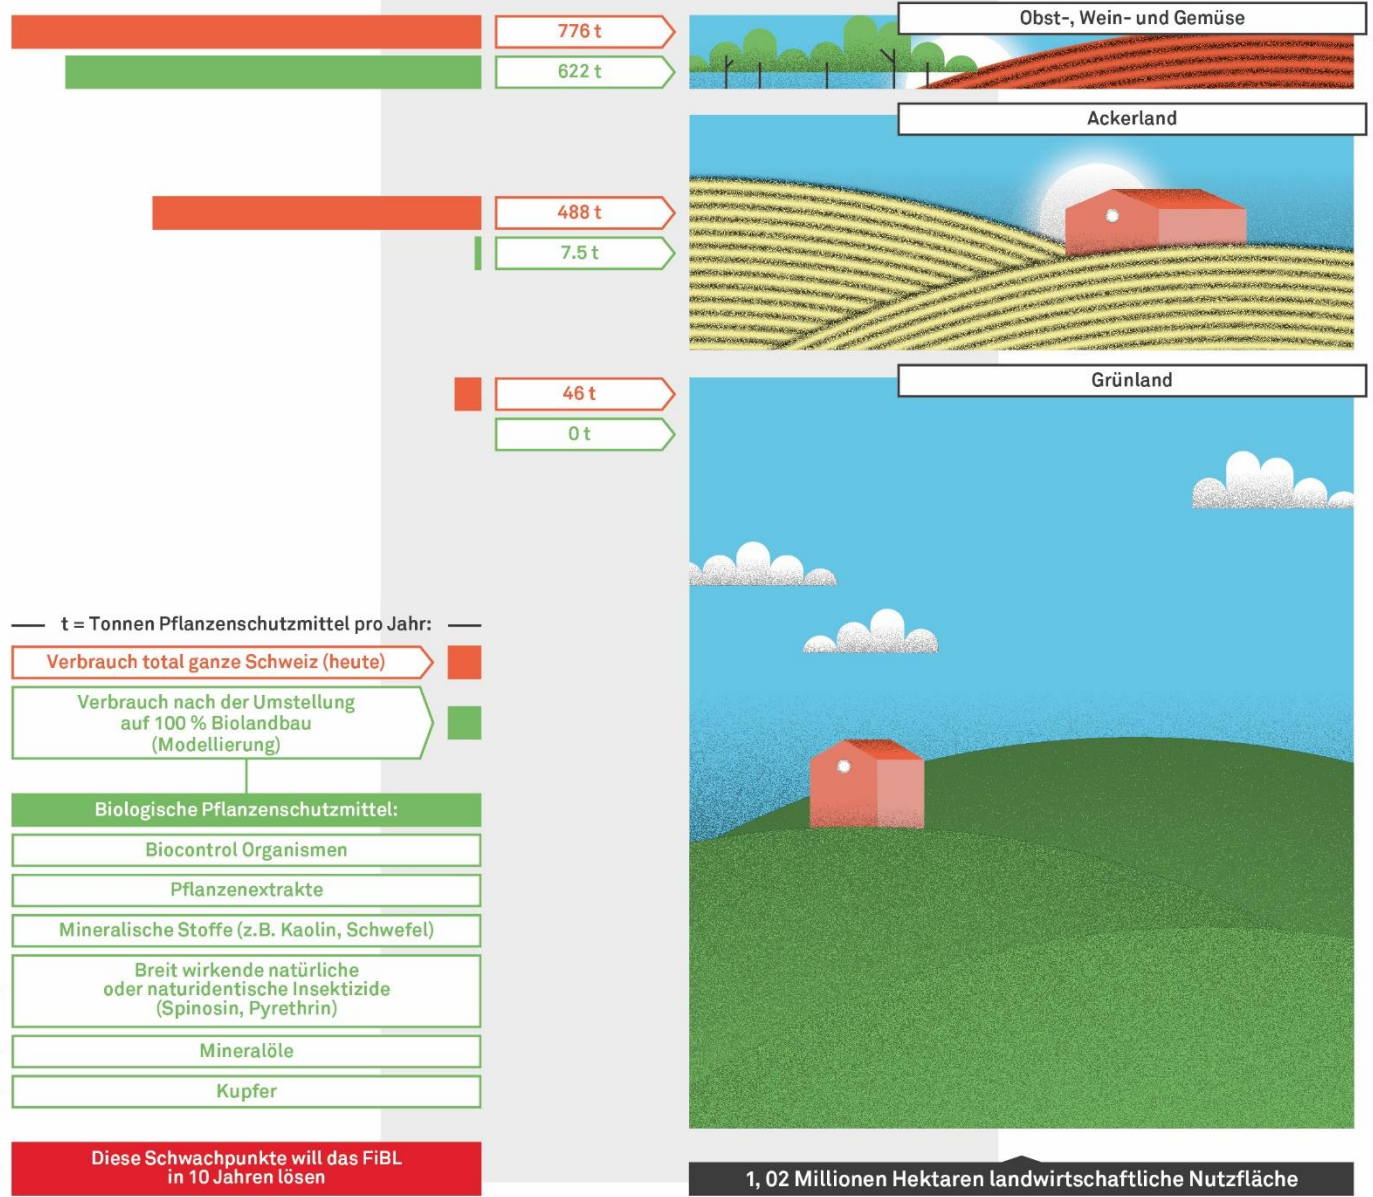 776 t
622 t
Obst-, Wein- und Gemüse
Ackerland
488 t
7.5 t
Grünland
46 t
0 t
t = Tonnen Pflanzenschutzmittel pro Jahr:
Verbrauch total ganze Schweiz (heute)
Verbrauch nach der Umstellung
auf 100 % Biolandbau
(Modellierung)
Biologische Pflanzenschutzmittel:
Biocontrol Organismen
Pflanzenextrakte
Mineralische Stoffe (z.B. Kaolin, Schwefel)
Breit wirkende natürliche
oder naturidentische Insektizide
(Spinosin, Pyrethrin)
Mineralöle
Kupfer
Diese Schwachpunkte will das FiBL
in 10 Jahren lösen
1, 02 Millionen Hektaren landwirtschaftliche Nutzfläche